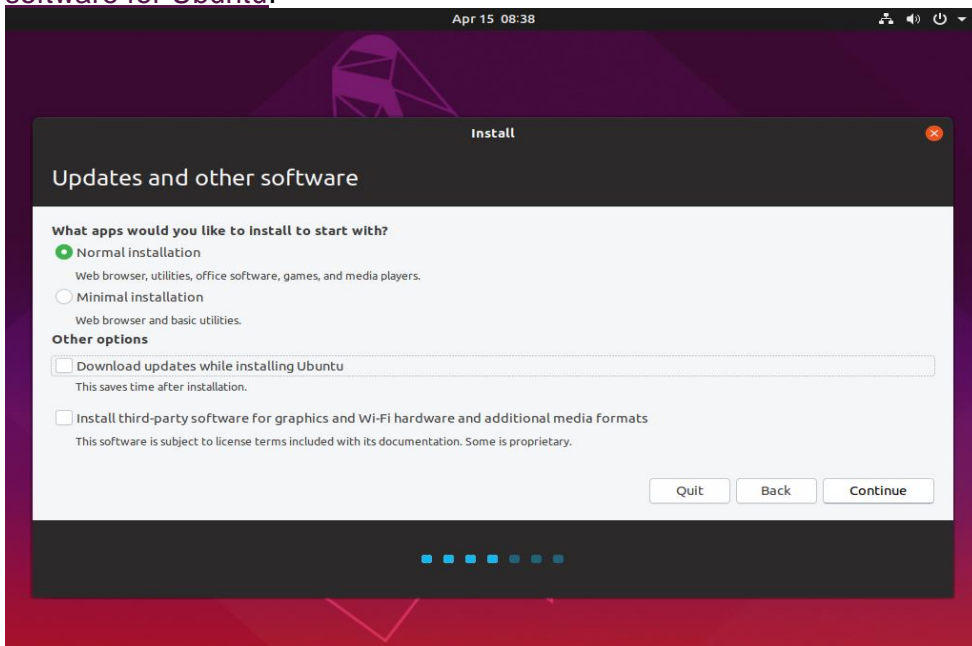 software for Ubuntu.
Apr 15 08:38
Install
Updates and other software
What apps would you like to install to start with?
Normal installation
Web browser, utilities, office software, games, and media players.
Minimal installation
Web browser and basic utilities.
Other options
Download updates while installing Ubuntu
This saves time after installation.
Install third-party software for graphics and Wi-Fi hardware and additional media formats
This software is subject to license terms included with its documentation. Some is proprietary.
Quit Back Continue